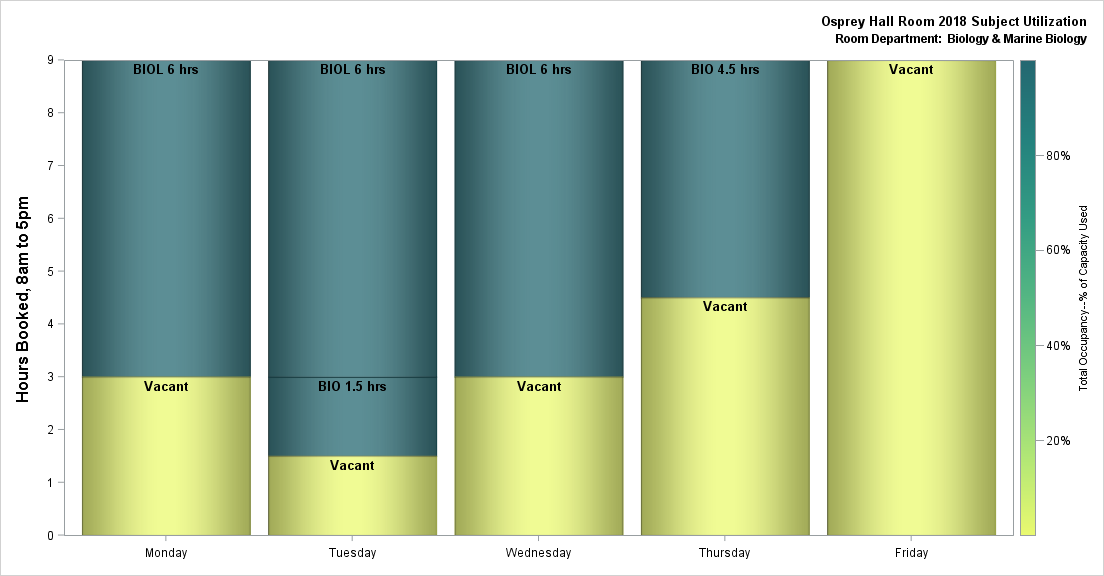 Osprey Hall Room 2018 Subject Utilization
Room Department: Biology & Marine Biology
Hours Booked, 8am to 5pm
9
8
7
6
5
4
3
2
1
0
BIOL 6 hrs
Vacant
BIOL 6 hrs
BIO 1.5 hrs
Vacant
BIOL 6 hrs
Vacant
BIO 4.5 hrs
Vacant
Vacant
Monday
Tuesday
Wednesday
Thursday
Friday
80%
60%
40%
20%
Total Occupancy--% of Capacity Used